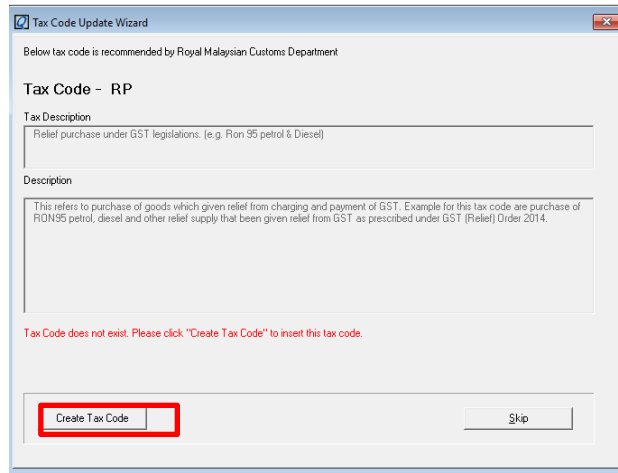 Tax Code Update Wizard
Below tax code is recommended by Royal Malaysian Customs Department
Tax Code - RP
Tax Description
Relief purchase under GST legislations. (e.g. Ron 95 petrol & Diesel)
Description
This refers to purchase of goods which given relief from charging and payment of GST. Example for this tax code are purchase of
RON95 petrol, diesel and other relief supply that been given relief from GST as prescribed under GST (Relief) Order 2014.
Tax Code does not exist. Please click "Create Tax Code" to insert this tax code.
Create Tax Code
Skip